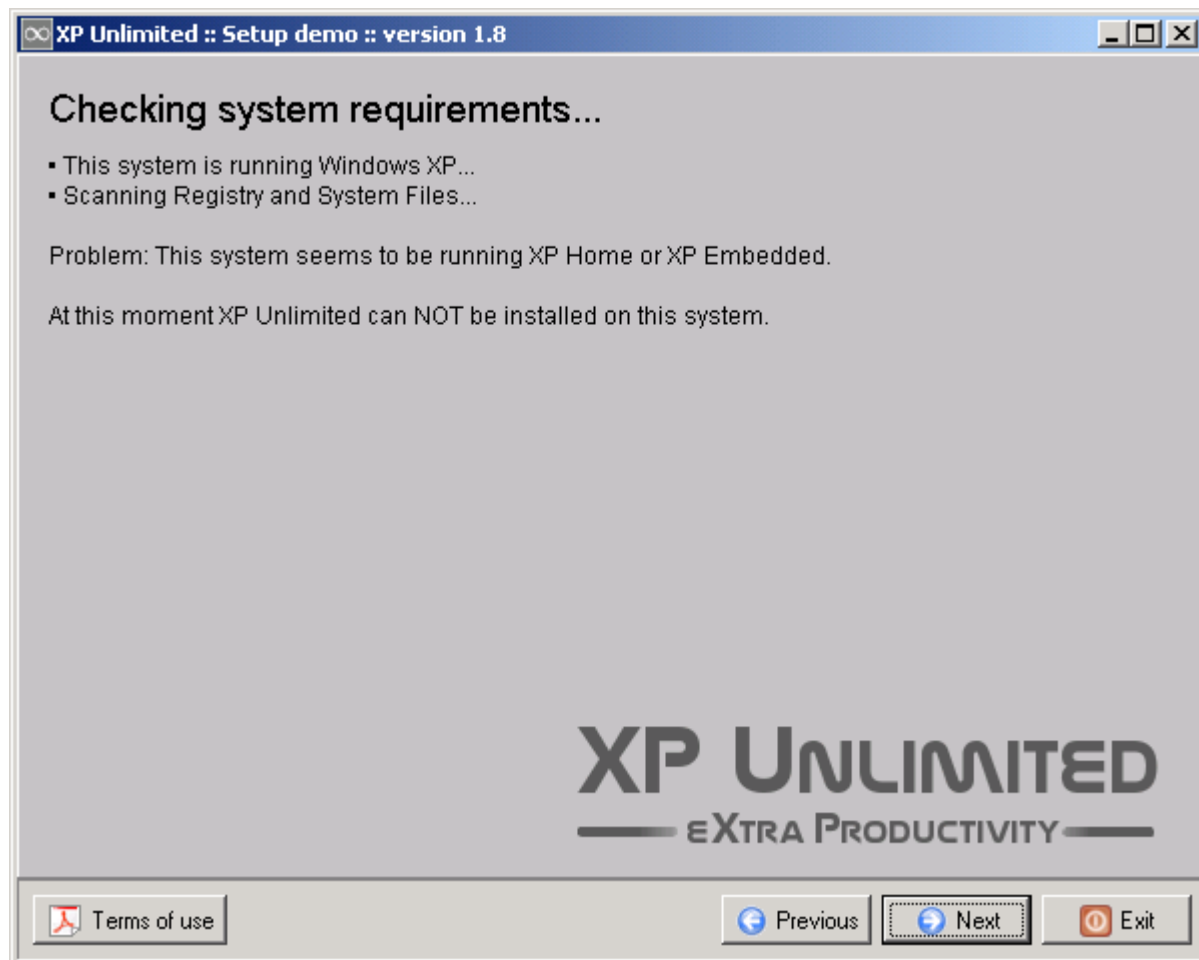 XP Unlimited :: Setup demo :: version 1.8
Checking system requirements...
▪ This system is running Windows XP...
▪ Scanning Registry and System Files...
Problem: This system seems to be running XP Home or XP Embedded.
At this moment XP Unlimited can NOT be installed on this system.
XP UNLIMITED
EXTRA PRODUCTIVITY
Terms of use
Previous
Next
Exit